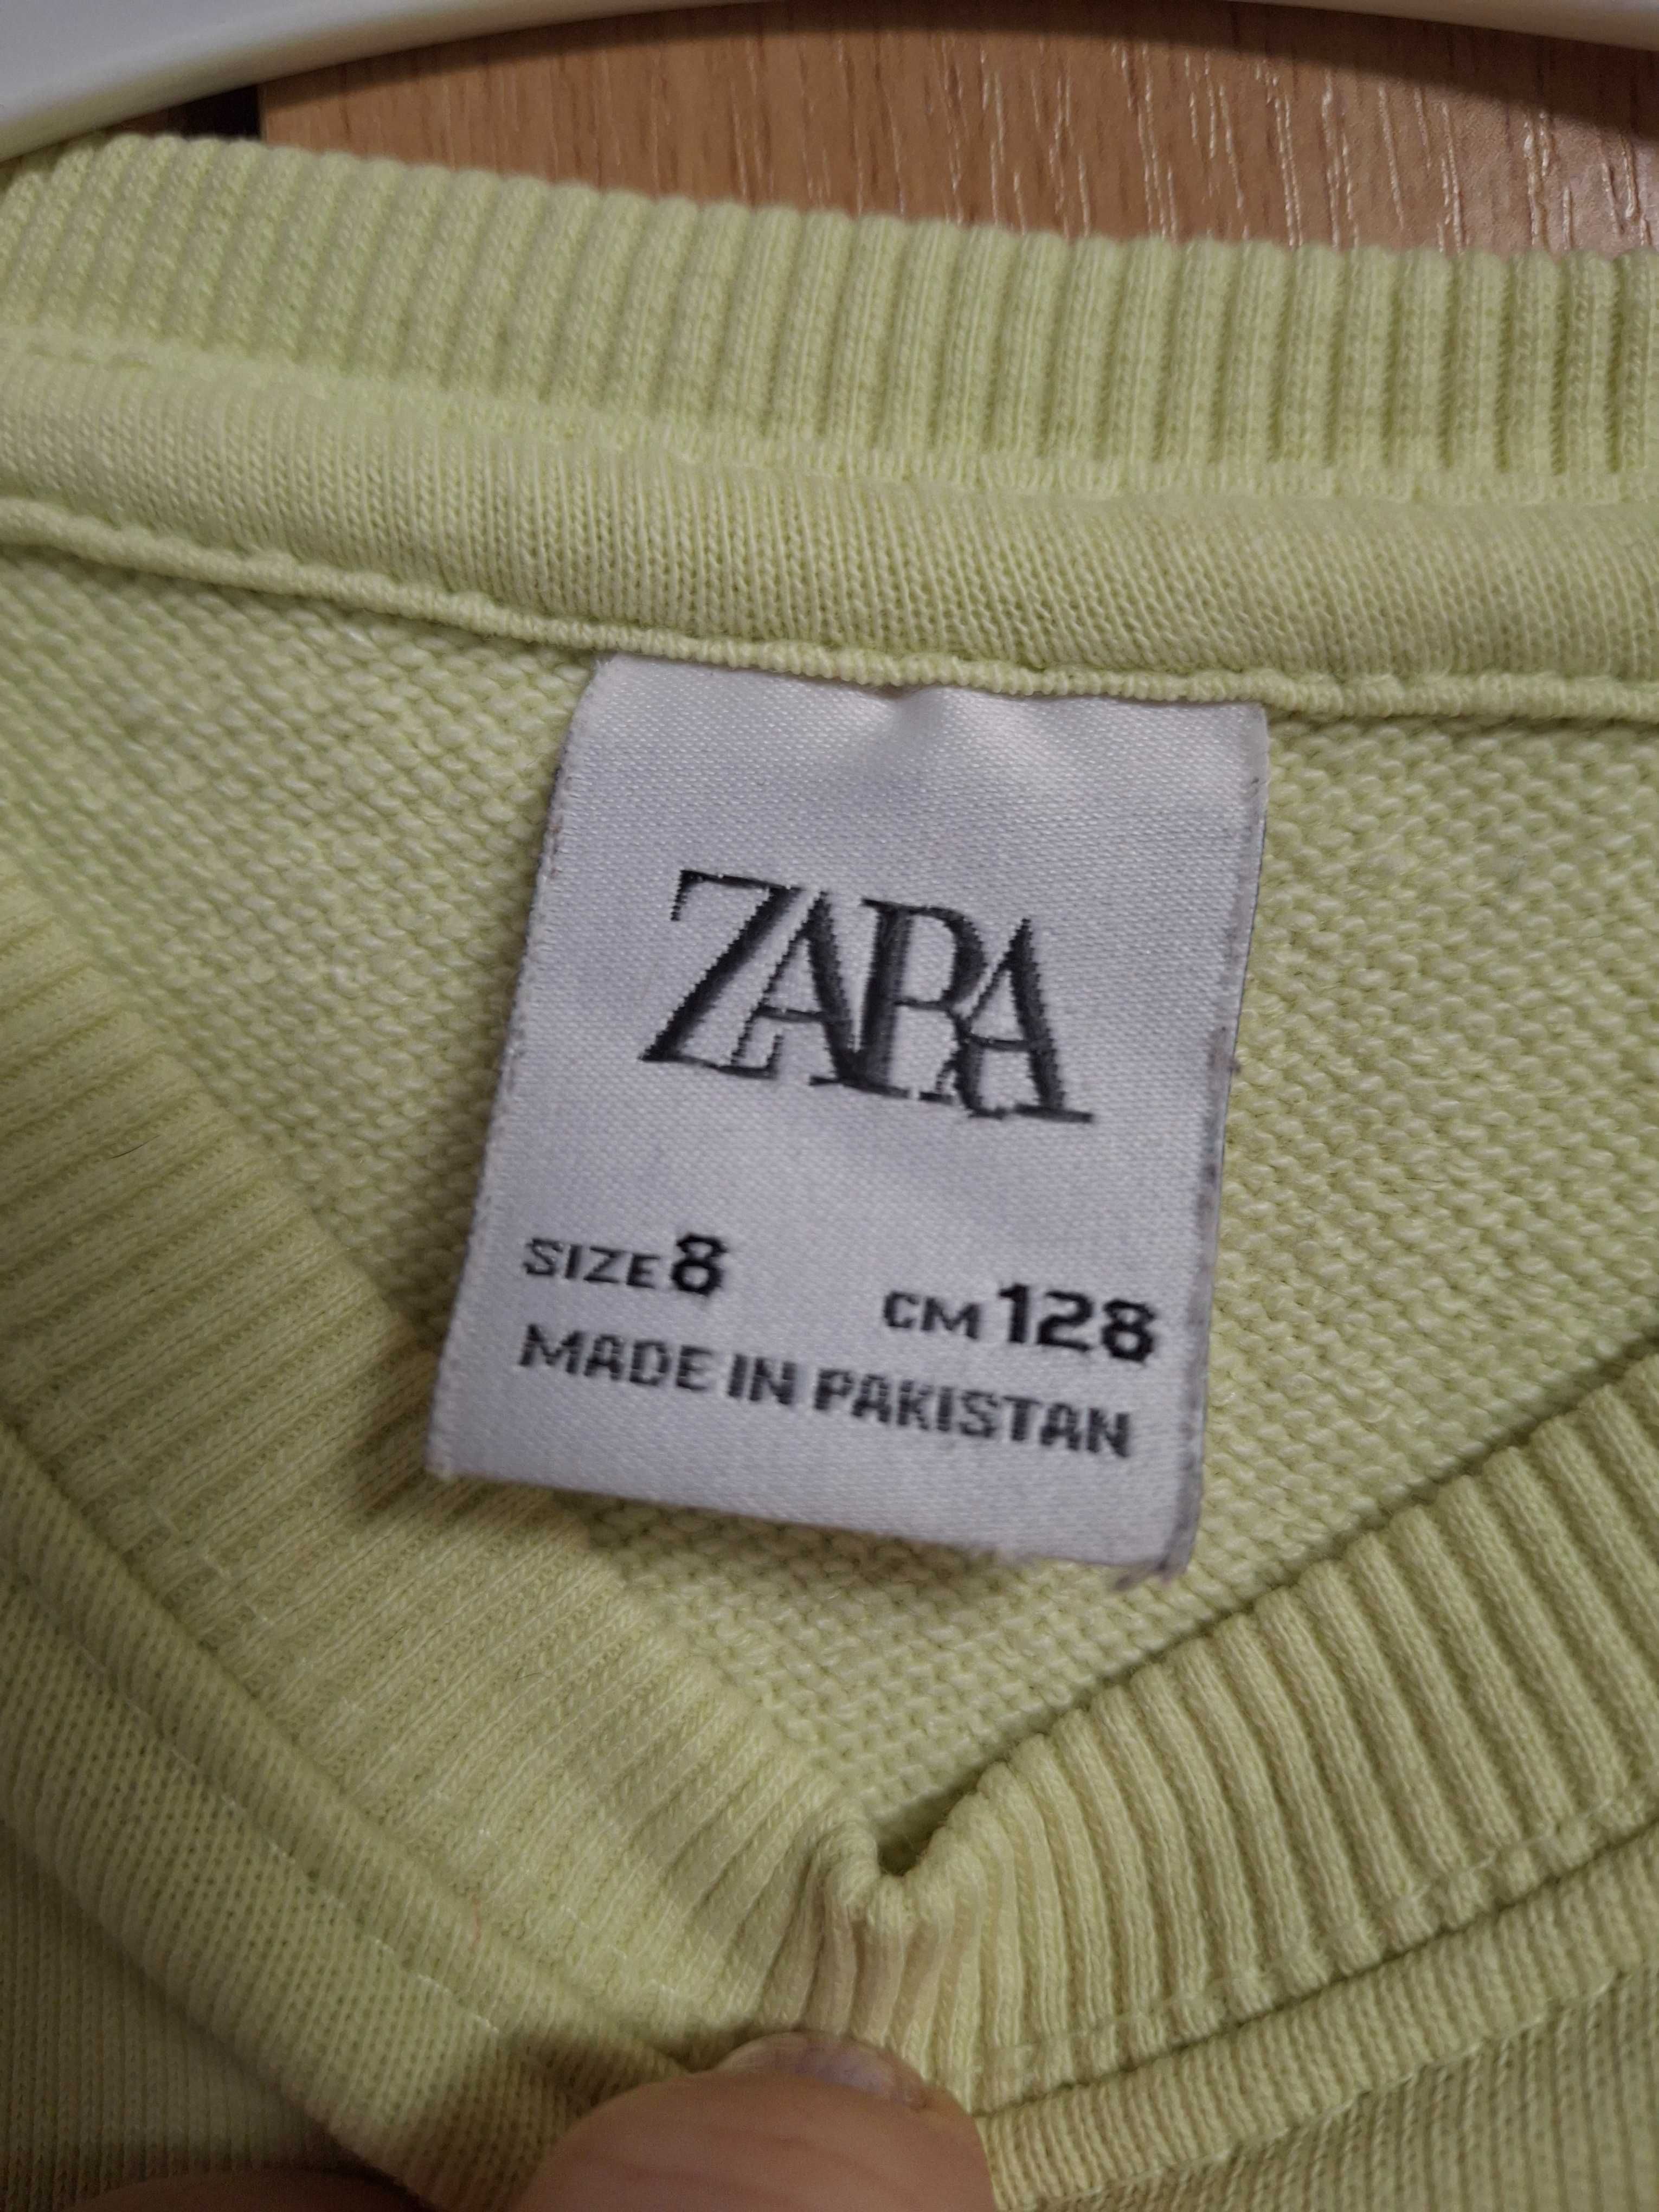 ZARA
SIZE 8 CM 128
MADE IN PAKISTAN